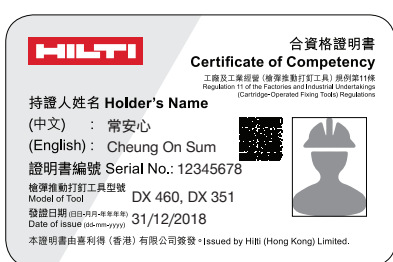 HILTI
合資格證明書
Certificate of Competency
工廠及工業經營（槍彈推動打釘工具）規例第11條
Regulation 11 of the Factories and Industrial Undertakings
(Cartridge-Operated Fixing Tools) Regulations
持證人姓名 Holder's Name
(中文) : 常安心
(English) : Cheung On Sum
證明書編號 Serial No.: 12345678
槍彈推動打釘工具型號
Model of Tool DX 460, DX 351
發證日期 (日日-月月-年年年年)
Date of issue (dd-mm-yyyy) 31/12/2018
本證明書由喜利得（香港）有限公司簽發。Issued by Hilti (Hong Kong) Limited.